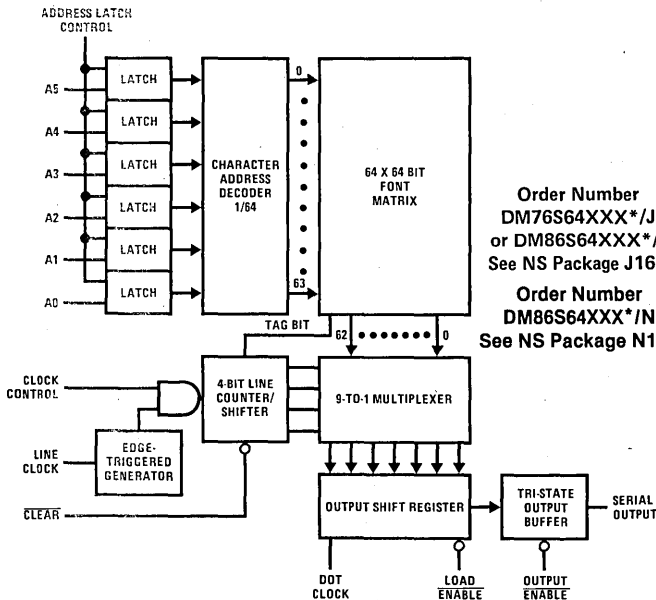 ADDRESS LATCH
CONTROL
A5
LATCH
A4
LATCH
A3
LATCH
A2
LATCH
A1
LATCH
A0
LATCH
CHARACTER
ADDRESS
DECODER
1/64
0
63
64 X 64 BIT
FONT
MATRIX
Order Number
DM76S64XXX*/J
or DM86S64XXX*/
See NS Package J16
Order Number
DM86S64XXX*/N
See NS Package N1
TAG BIT
62
0
CLOCK
CONTROL
4-BIT LINE
COUNTER/
SHIFTER
9-TO-1 MULTIPLEXER
LINE
CLOCK
EDGE-
TRIGGERED
GENERATOR
CLEAR
OUTPUT SHIFT REGISTER
TRI-STATE
OUTPUT
BUFFER
SERIAL
OUTPUT
DOT
CLOCK
LOAD
ENABLE
OUTPUT
ENABLE